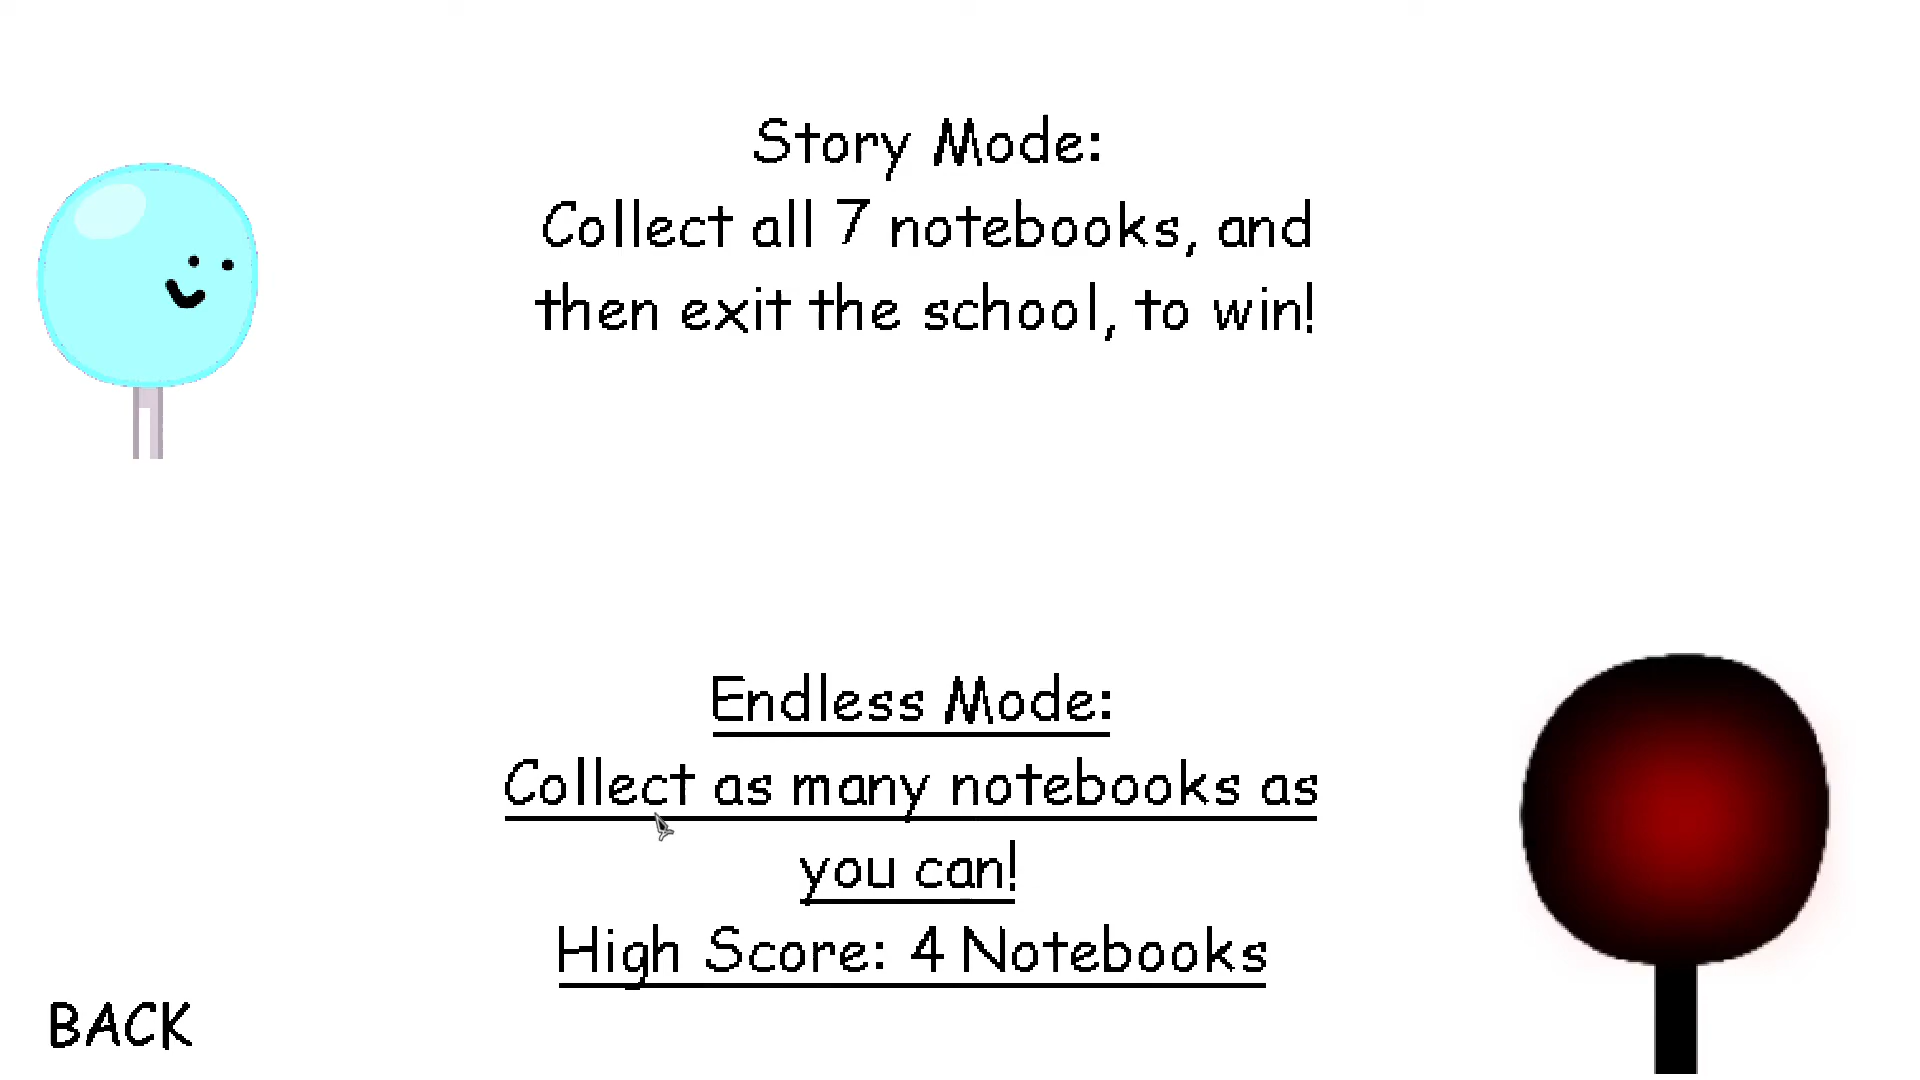 Story Mode:
Collect all 7 notebooks, and
then exit the school, to win!
Endless Mode:
Collect as many notebooks as
you can!
High Score: 4 Notebooks
BACK